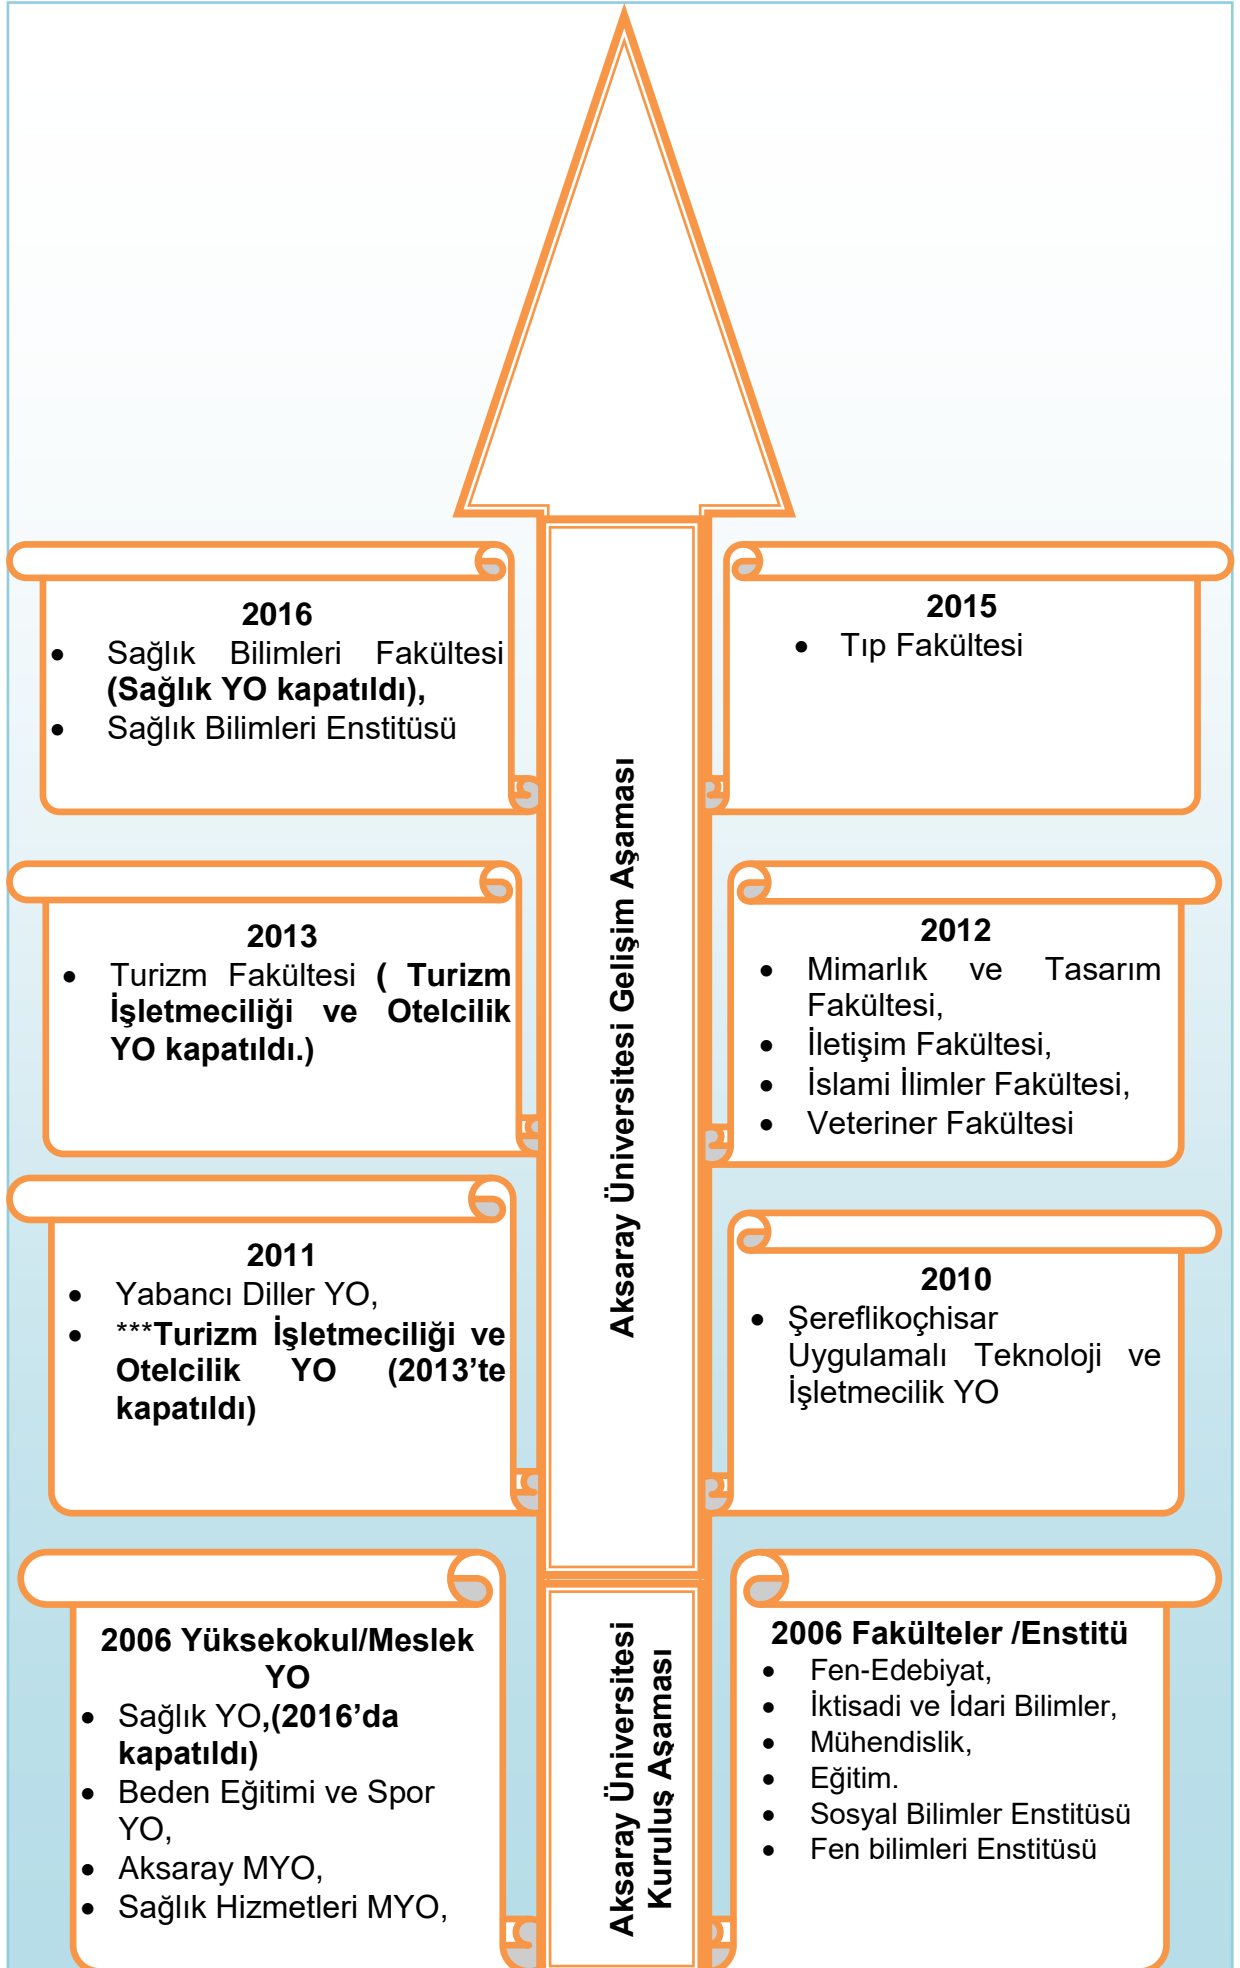 2016
• Sağlık Bilimleri Fakültesi
(Sağlık YO kapatıldı),
• Sağlık Bilimleri Enstitüsü
2015
• Tıp Fakültesi
2013
• Turizm Fakültesi ( Turizm
İşletmeciliği ve Otelcilik
YO kapatıldı.)
2012
• Mimarlık ve Tasarım
Fakültesi,
• İletişim Fakültesi,
• İslami İlimler Fakültesi,
• Veteriner Fakültesi
Aksaray Üniversitesi Gelişim Aşaması
2011
• Yabancı Diller YO,
• ***Turizm İşletmeciliği ve
Otelcilik YO (2013’te
kapatıldı)
2010
• Şereflikoçhisar
Uygulamalı Teknoloji ve
İşletmecilik YO
2006 Yüksekokul/Meslek
YO
• Sağlık YO,(2016’da
kapatıldı)
• Beden Eğitimi ve Spor
YO,
• Aksaray MYO,
• Sağlık Hizmetleri MYO,
Aksaray Üniversitesi
Kuruluş Aşaması
2006 Fakülteler /Enstitü
• Fen-Edebiyat,
• İktisadi ve İdari Bilimler,
• Mühendislik,
• Eğitim.
• Sosyal Bilimler Enstitüsü
• Fen bilimleri Enstitüsü